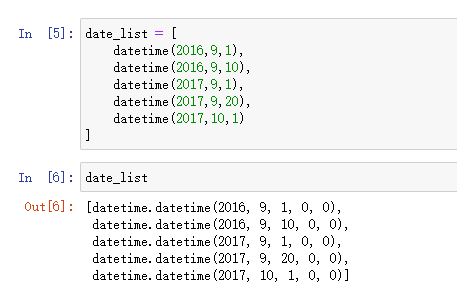 In [5]: date_list = [
    datetime(2016,9,1),
    datetime(2016,9,10),
    datetime(2017,9,1),
    datetime(2017,9,20),
    datetime(2017,10,1)
]
In [6]: date_list
Out[6]: [datetime.datetime(2016, 9, 1, 0, 0),
 datetime.datetime(2016, 9, 10, 0, 0),
 datetime.datetime(2017, 9, 1, 0, 0),
 datetime.datetime(2017, 9, 20, 0, 0),
 datetime.datetime(2017, 10, 1, 0, 0)]